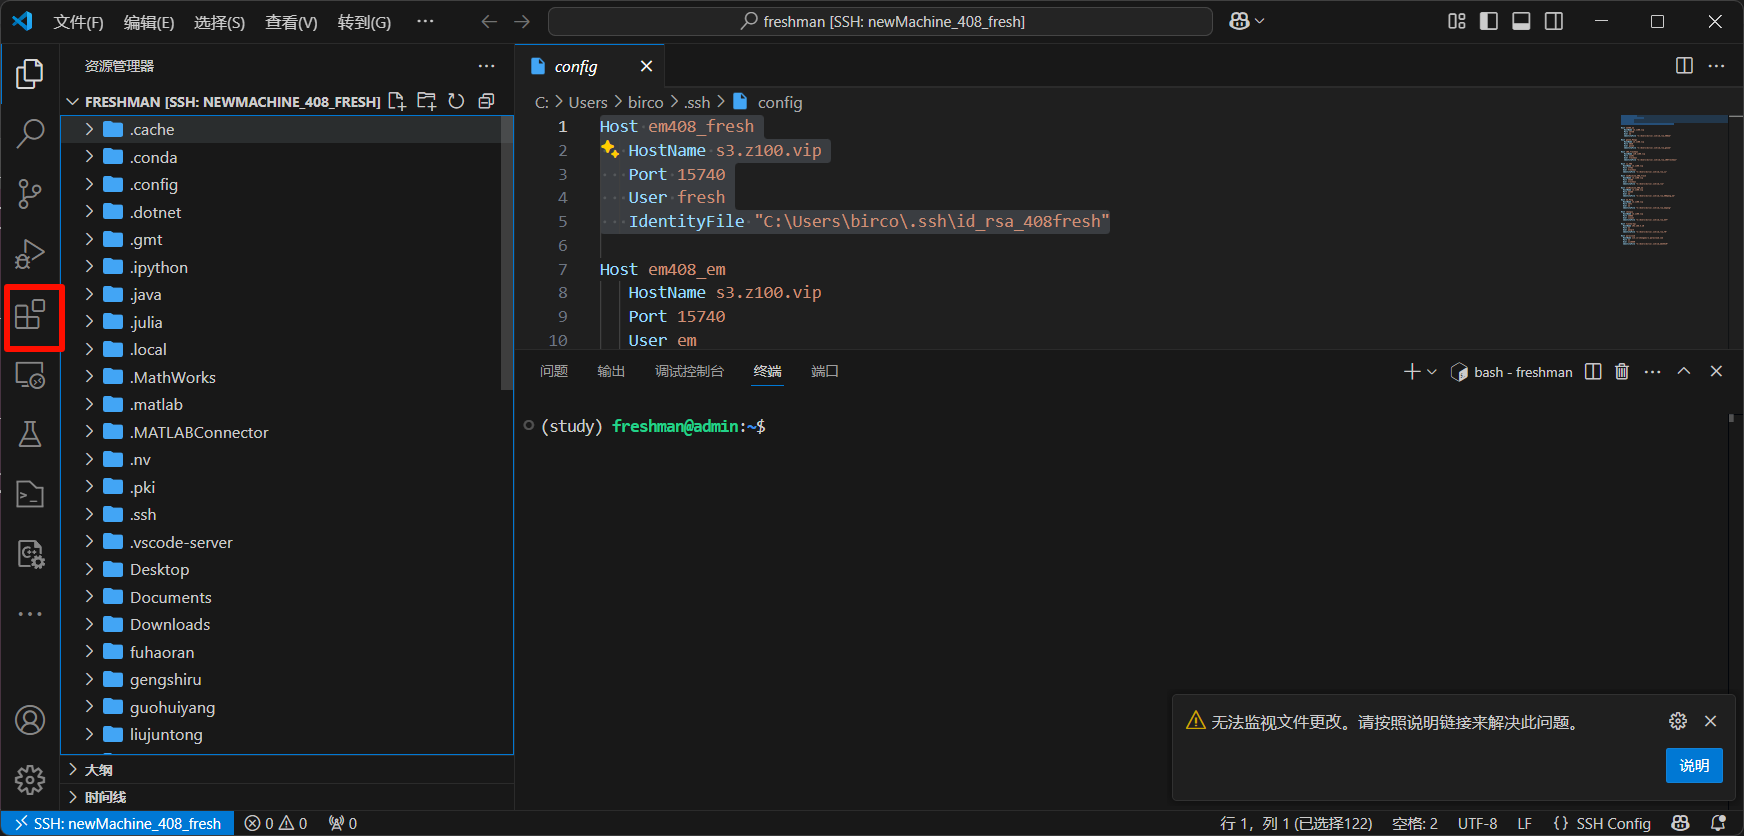 文件(F) 编辑(E) 选择(S) 查看(V) 转到(G) ··· freshman [SSH: newMachine_408_fresh]
资源管理器
FRESHMAN [SSH: NEWMACHINE_408_FRESH]
.cache
.conda
.config
.dotnet
.gmt
.ipython
.java
.julia
.local
.MathWorks
.matlab
.MATLABConnector
.nv
.pki
.ssh
.vscode-server
Desktop
Documents
Downloads
fuhaoran
gengshiru
guohuiyang
liujuntong
大纲
时间线
config
C: > Users > birco > .ssh > config
1 Host em408_fresh
2 HostName s3.z100.vip
3 Port 15740
4 User fresh
5 IdentityFile "C:\Users\birco\.ssh\id_rsa_408fresh"
6
7 Host em408_em
8 HostName s3.z100.vip
9 Port 15740
10 User em
问题 输出 调试控制台 终端 端口 bash - freshman
(study) freshman@admin:~$
无法监视文件更改。请按照说明链接来解决此问题。
说明
SSH: newMachine_408_fresh 0 0 0 行 1, 列 1 (已选择122) 空格: 2 UTF-8 LF {} SSH Config